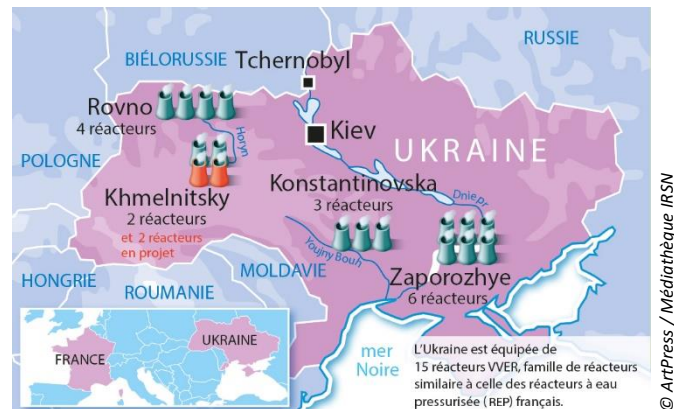 RUSSIE
BIÉLORUSSIE
Tchernobyl
Rovno
4 réacteurs
Horyn
Kiev
UKRAINE
POLOGNE
Khmelnitsky
2 réacteurs
et 2 réacteurs
en projet
Konstantinovska
3 réacteurs
Dniepr
Youjny Bouh
HONGRIE
MOLDAVIE
ROUMANIE
Zaporozhye
6 réacteurs
FRANCE
UKRAINE
mer
Noire
L'Ukraine est équipée de
15 réacteurs VVER, famille de réacteurs
similaire à celle des réacteurs à eau
pressurisée (REP) français.
© ArtPress / Médiathèque IRSN